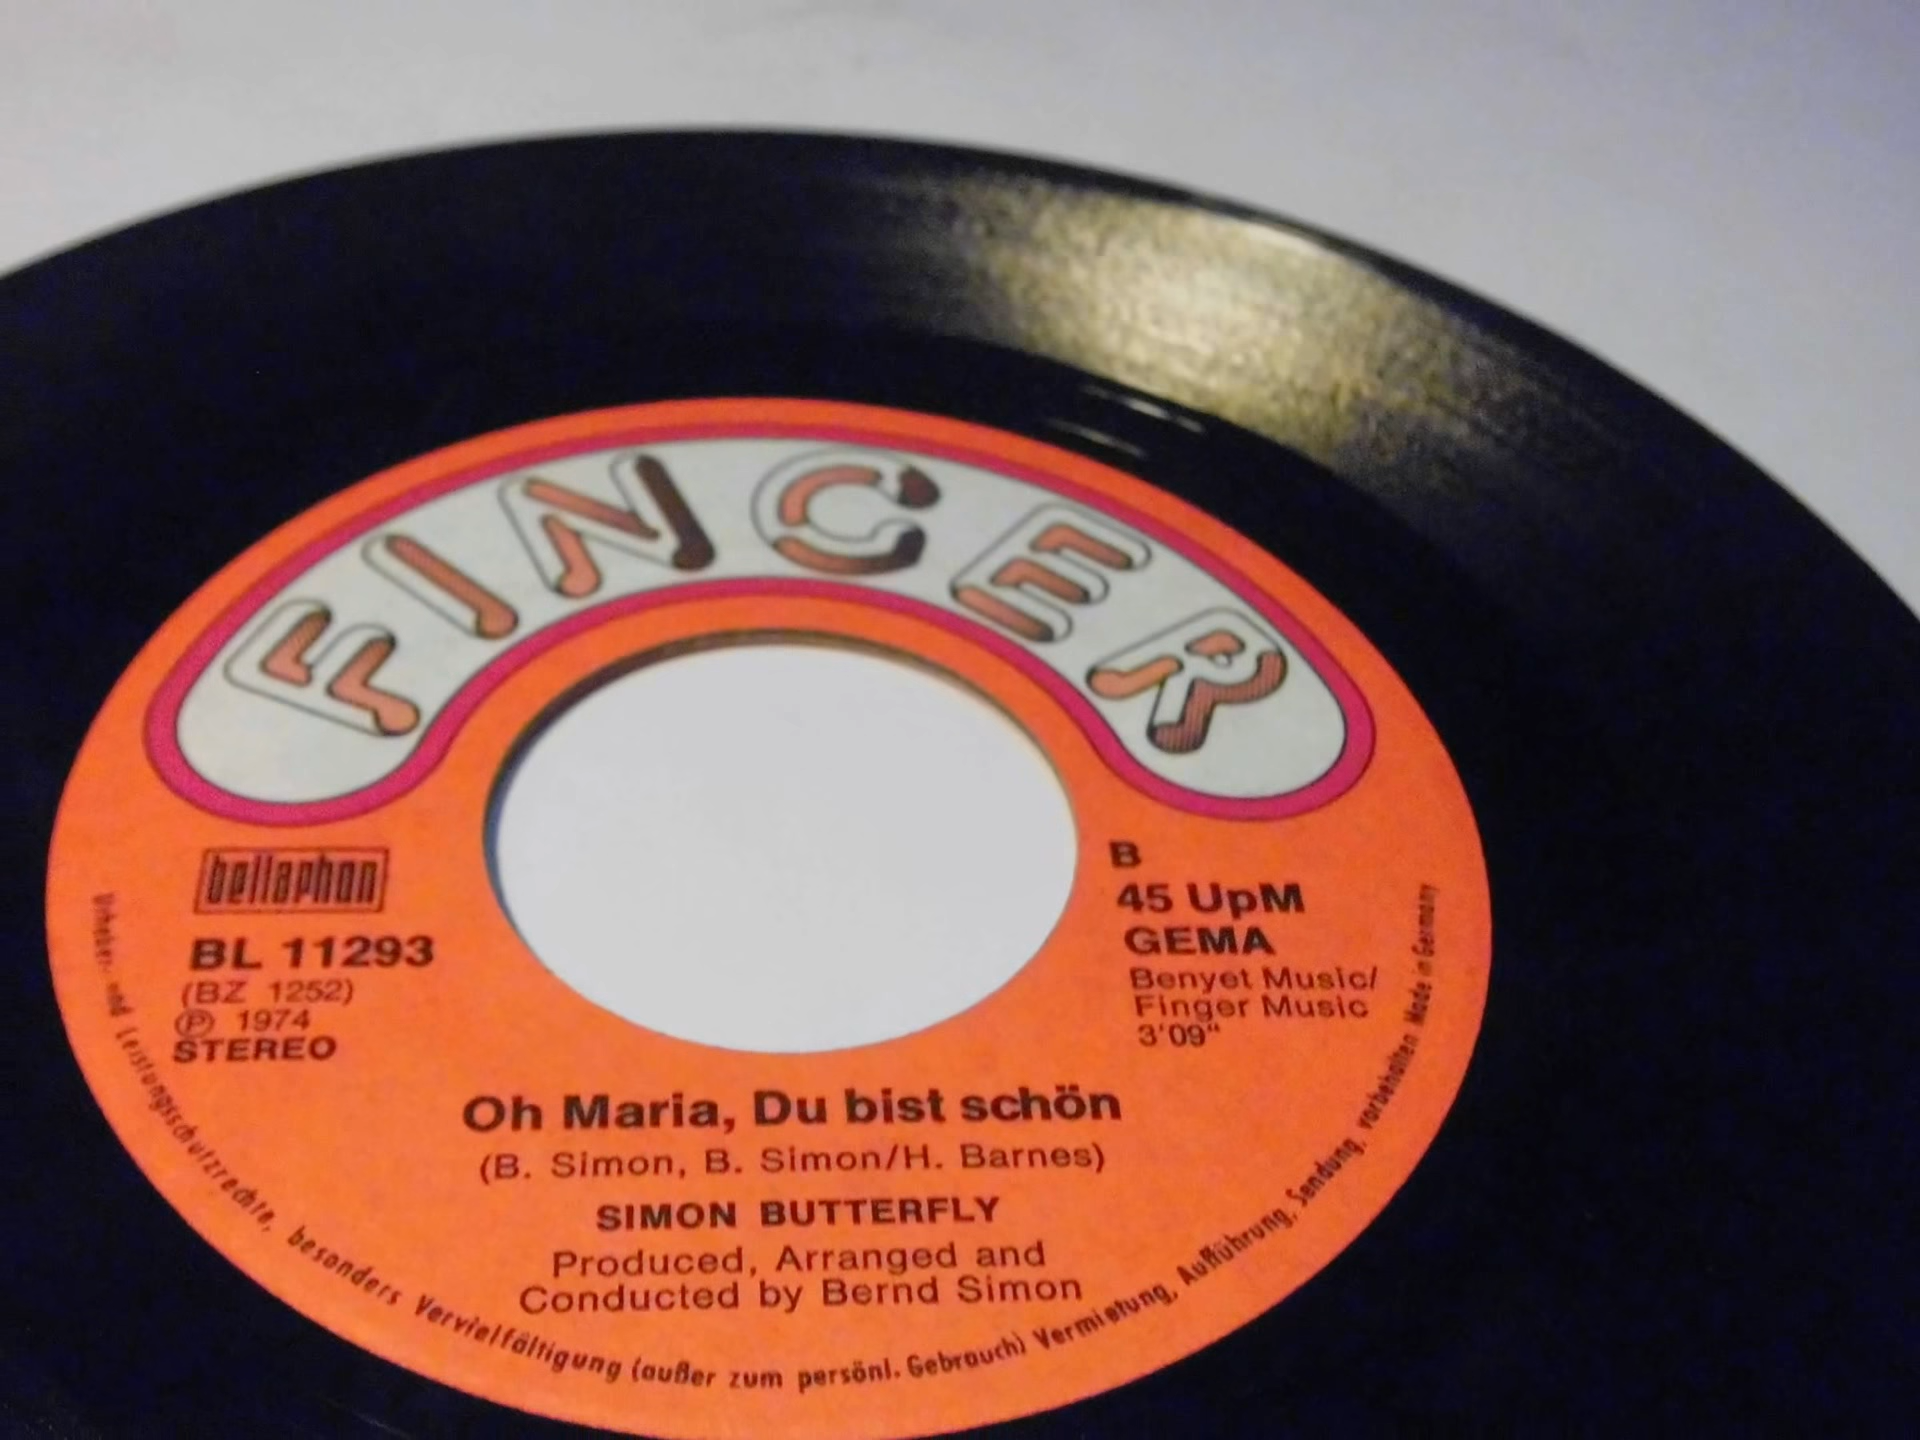 FINGER
bellaphon
BL 11293
(BZ 1252)
Ⓟ 1974
STEREO
B
45 UpM
GEMA
Benyet Music/
Finger Music
3'09"
Oh Maria, Du bist schön
(B. Simon, B. Simon/H. Barnes)
SIMON BUTTERFLY
Produced, Arranged and
Conducted by Bernd Simon
Urheber- und Leistungsschutzrechte, besonders Vervielfältigung (außer zum persönl. Gebrauch) Vermietung, Aufführung, Sendung, vorbehalten Made in Germany